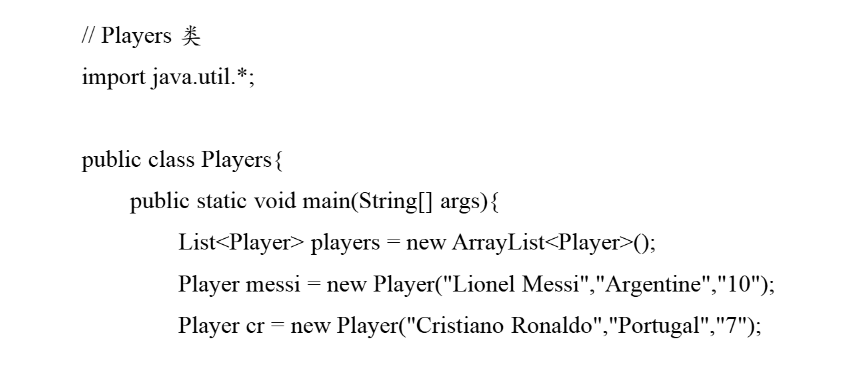 // Players 类
import java.util.*;
public class Players{
public static void main(String[] args){
List<Player> players = new ArrayList<Player>();
Player messi = new Player("Lionel Messi","Argentine","10");
Player cr = new Player("Cristiano Ronaldo","Portugal","7");